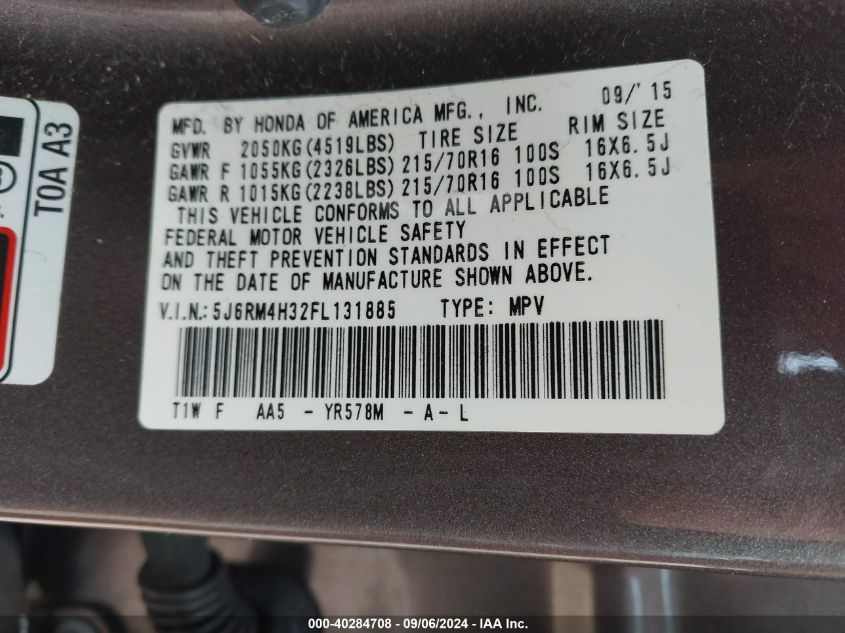 MFD. BY HONDA OF AMERICA MFG., INC. 09/'15
GVWR 2050KG(4519LBS) TIRE SIZE RIM SIZE
GAWR F 1055KG(2326LBS) 215/70R16 100S 16X6.5J
GAWR R 1015KG(2238LBS) 215/70R16 100S 16X6.5J
THIS VEHICLE CONFORMS TO ALL APPLICABLE
FEDERAL MOTOR VEHICLE SAFETY
AND THEFT PREVENTION STANDARDS IN EFFECT
ON THE DATE OF MANUFACTURE SHOWN ABOVE.
V.I.N.: 5J6RM4H32FL131885 TYPE: MPV
T1W F AA5 - YR578M - A - L
T0A A3
000-40284708 - 09/06/2024 - IAA Inc.